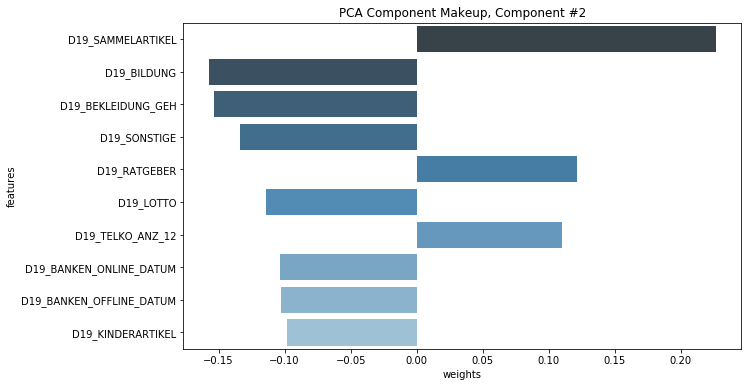 PCA Component Makeup, Component #2
features
D19_SAMMELARTIKEL
D19_BILDUNG
D19_BEKLEIDUNG_GEH
D19_SONSTIGE
D19_RATGEBER
D19_LOTTO
D19_TELKO_ANZ_12
D19_BANKEN_ONLINE_DATUM
D19_BANKEN_OFFLINE_DATUM
D19_KINDERARTIKEL
−0.15 −0.10 −0.05 0.00 0.05 0.10 0.15 0.20
weights